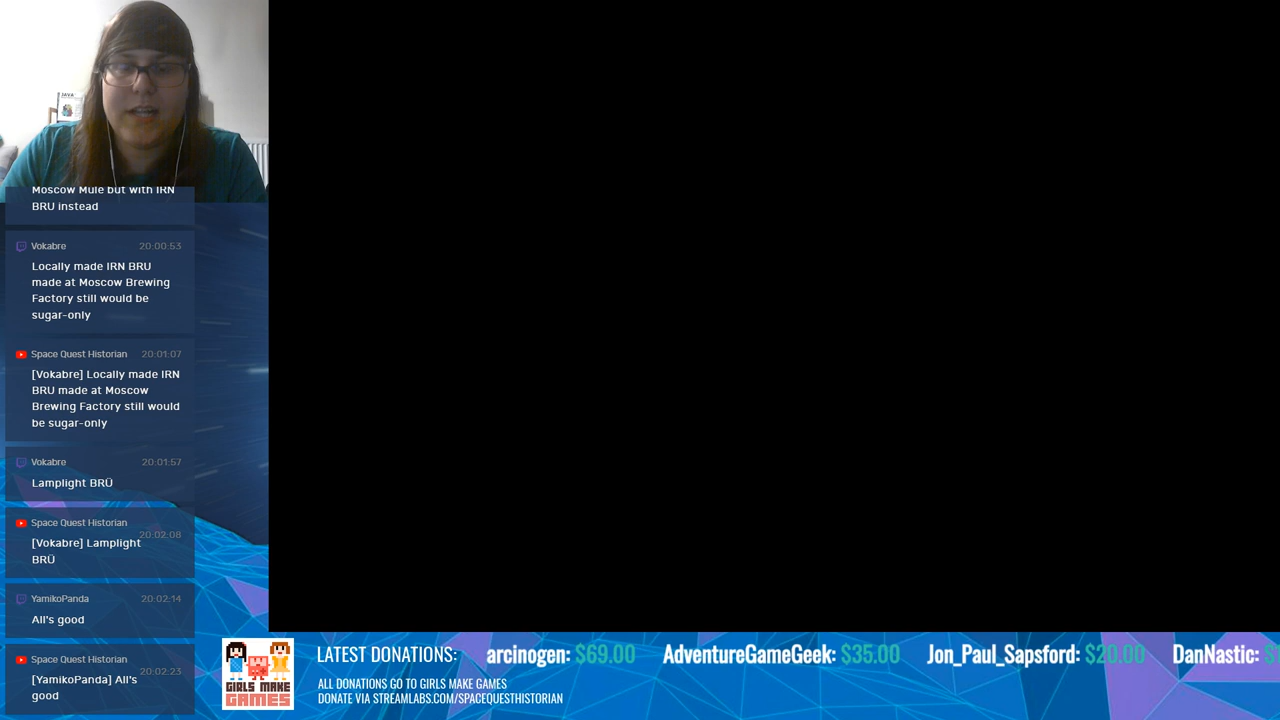 JAVA
Moscow Mule but with IRN
BRU instead
Vokabre 20:00:53
Locally made IRN BRU
made at Moscow Brewing
Factory still would be
sugar-only
Space Quest Historian 20:01:07
[Vokabre] Locally made IRN
BRU made at Moscow
Brewing Factory still would
be sugar-only
Vokabre 20:01:57
Lamplight BRÜ
Space Quest Historian
20:02:08
[Vokabre] Lamplight
BRÜ
YamikoPanda 20:02:14
All's good
Space Quest Historian
20:02:23
[YamikoPanda] All's
good
GIRLS MAKE
GAMES
LATEST DONATIONS: arcinogen: $69.00 AdventureGameGeek: $35.00 Jon_Paul_Sapsford: $20.00 DanNastic: $1
ALL DONATIONS GO TO GIRLS MAKE GAMES
DONATE VIA STREAMLABS.COM/SPACEQUESTHISTORIAN